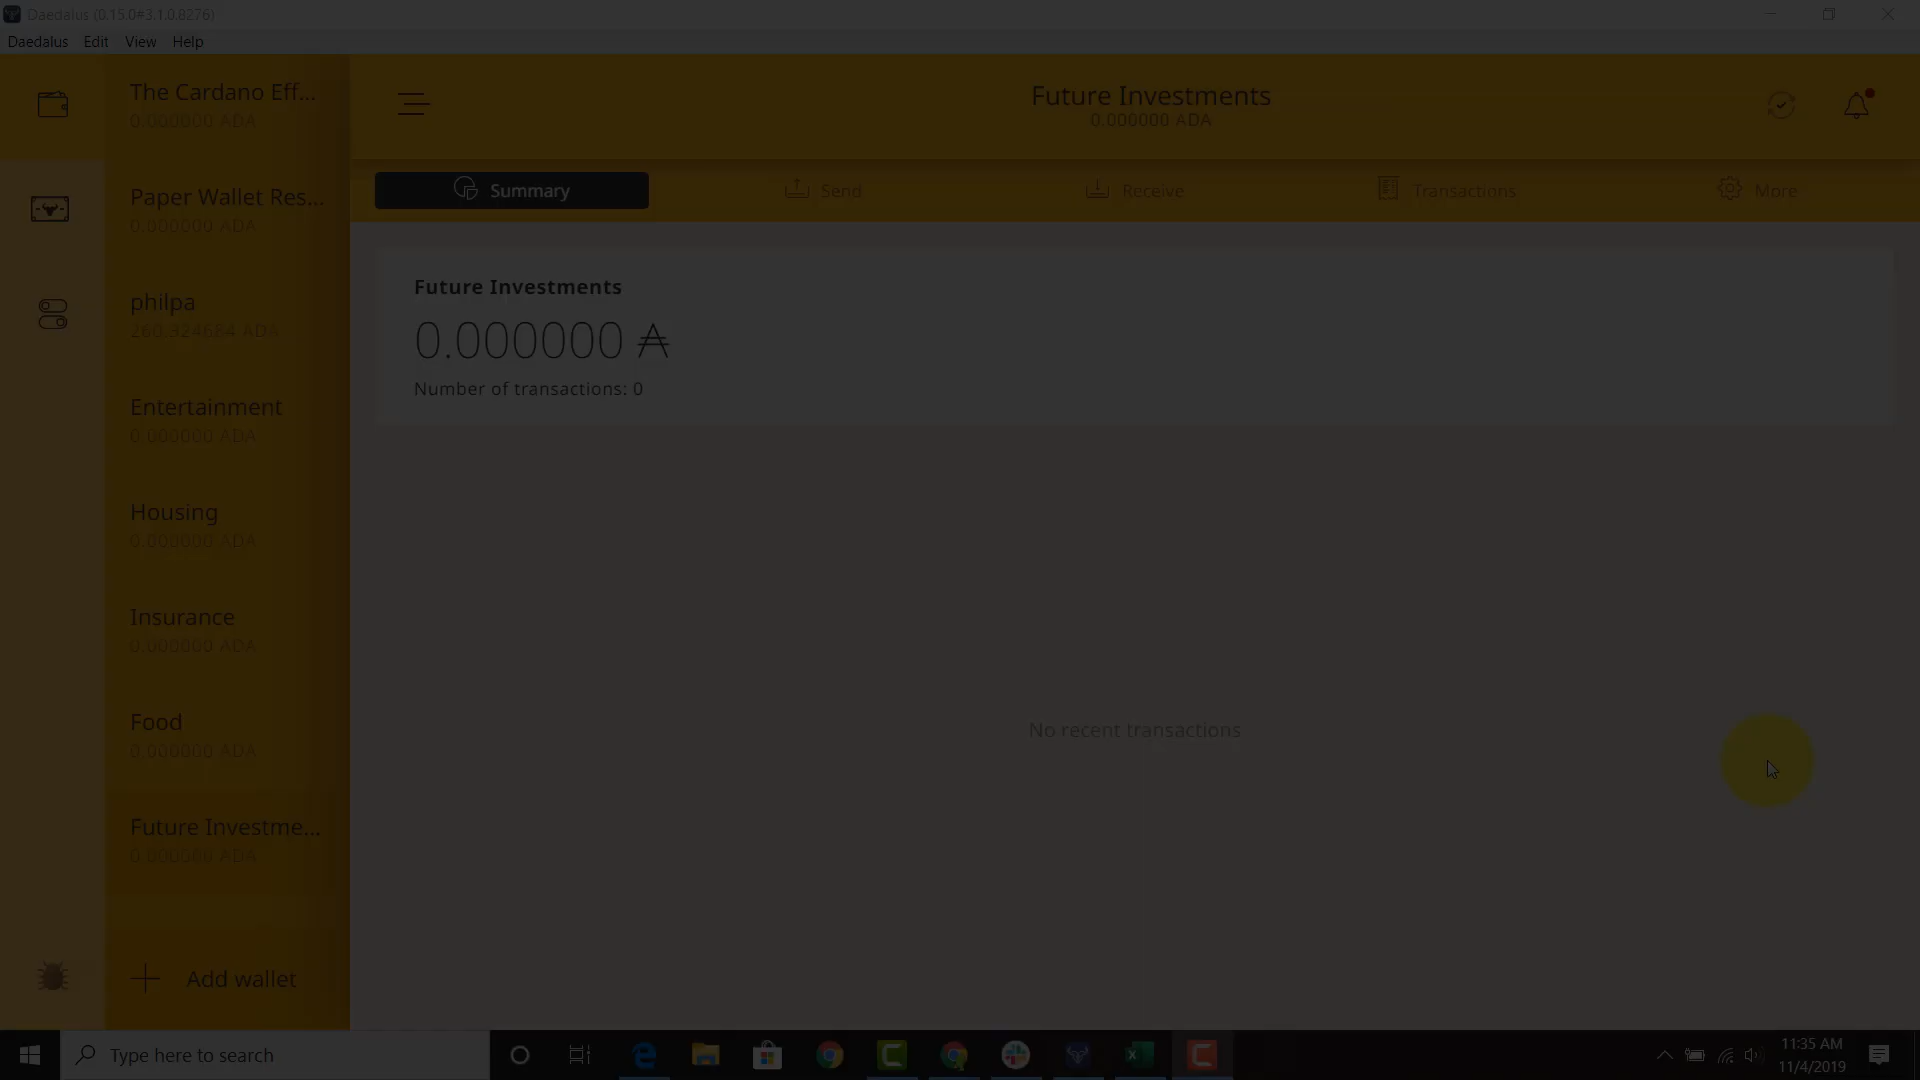 Daedalus (0.15.0#3.1.0.8276)
Daedalus Edit View Help
The Cardano Eff...
0.000000 ADA
Paper Wallet Res...
0.000000 ADA
philpa
260.324684 ADA
Entertainment
0.000000 ADA
Housing
0.000000 ADA
Insurance
0.000000 ADA
Food
0.000000 ADA
Future Investme...
0.000000 ADA
Add wallet
Future Investments
0.000000 ADA
Summary
Send
Receive
Transactions
More
Future Investments
0.000000
Number of transactions: 0
No recent transactions
Type here to search
11:35 AM
11/4/2019